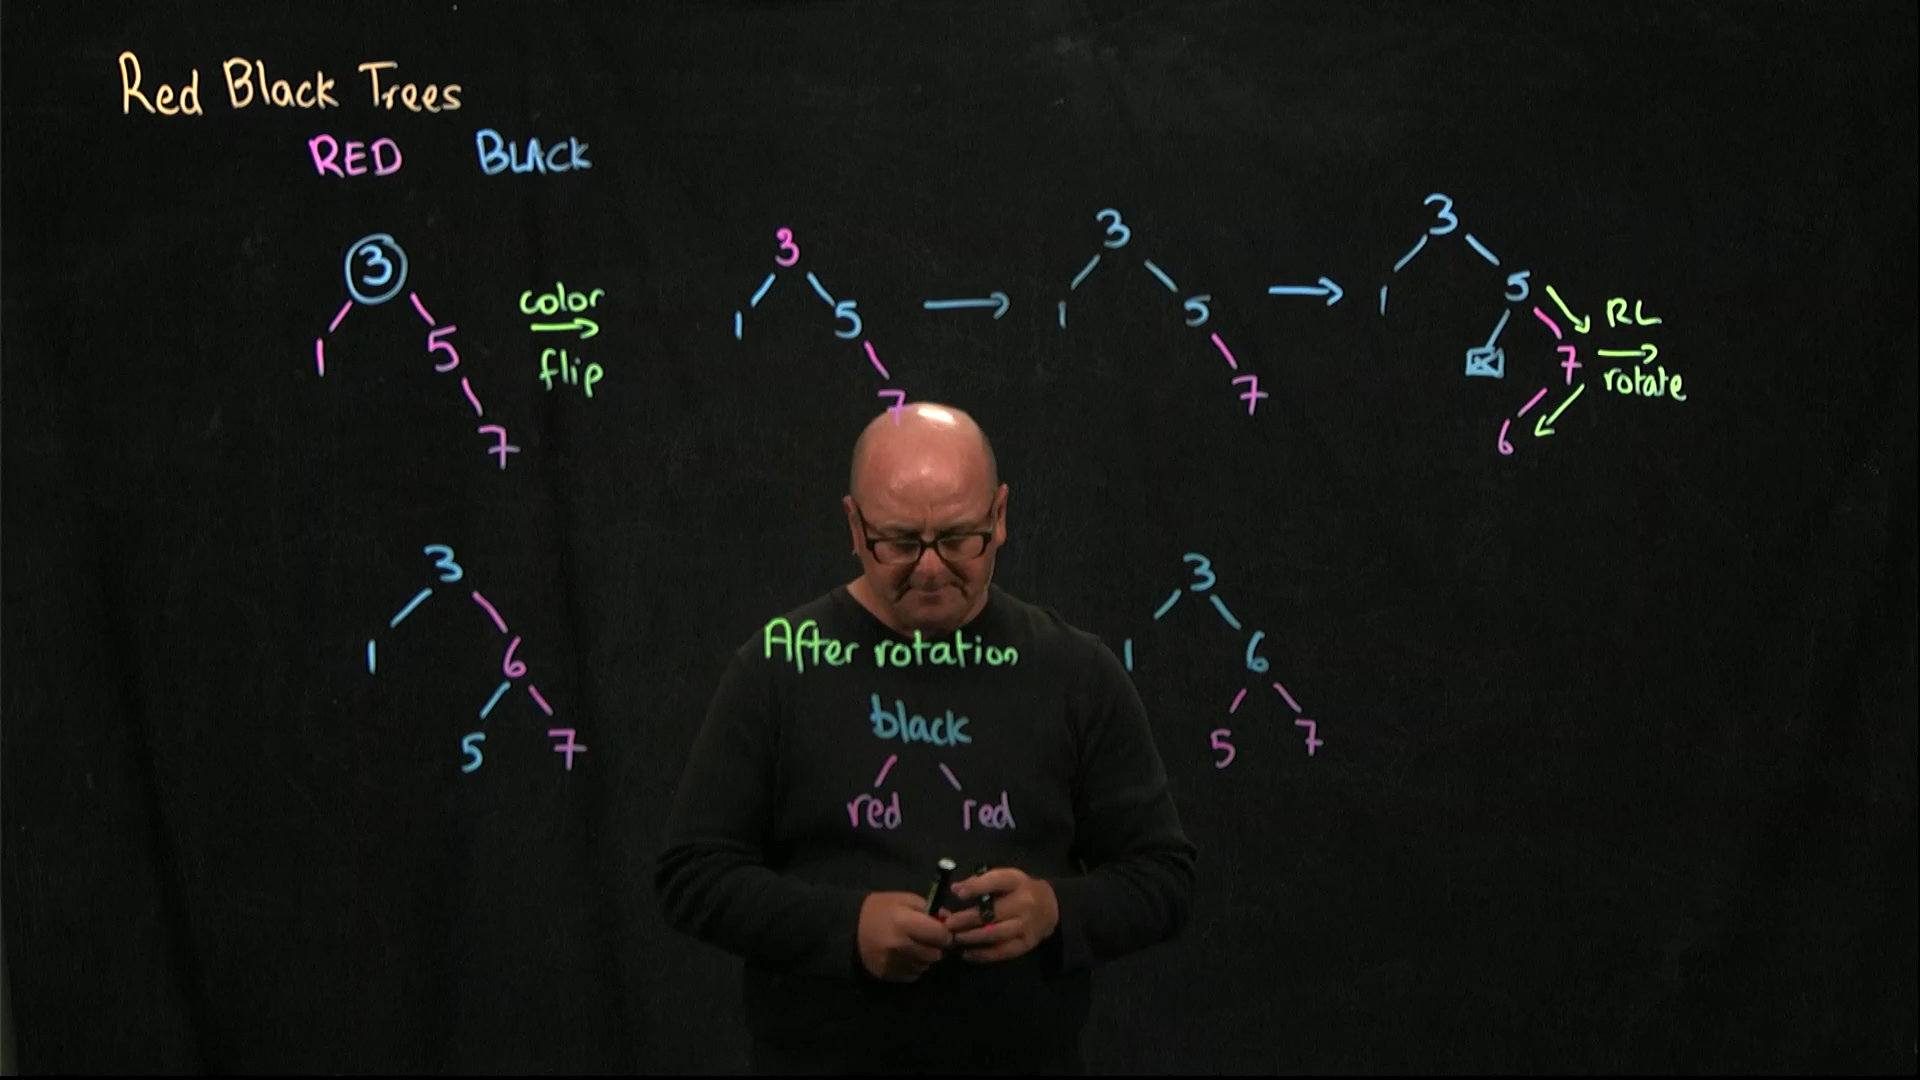 Red Black Trees
RED BLACK
3
1 5
7
color
flip
3
1 5
7
3
1 5
7
3
1 5
7
6
RL
rotate
3
1 6
5 7
After rotation
black
red red
3
1 6
5 7